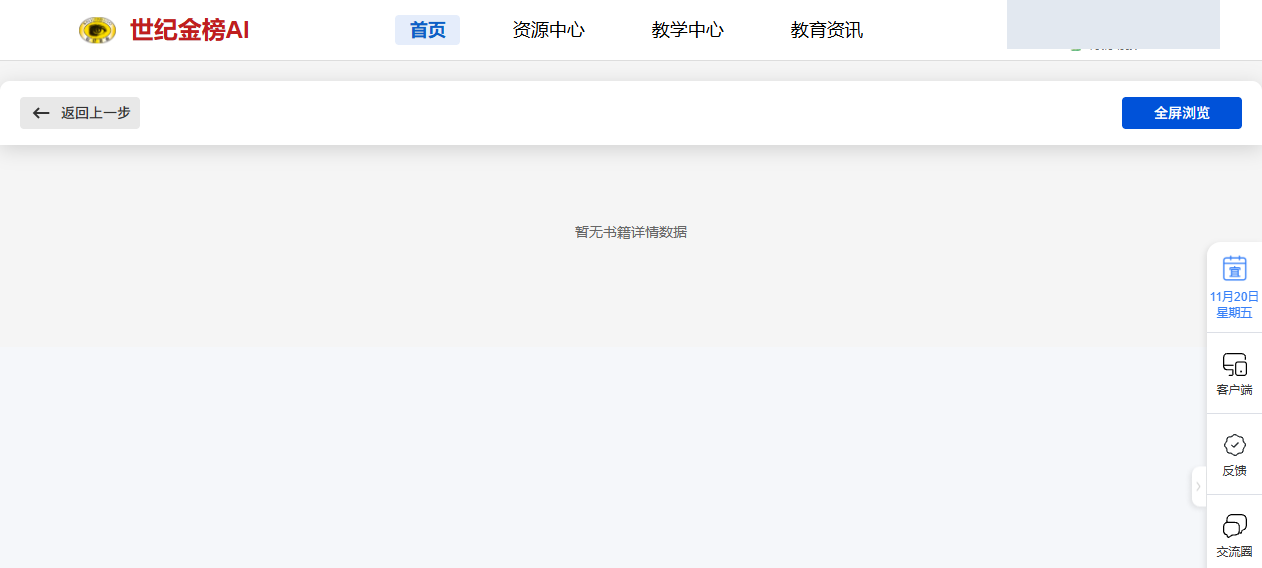 世纪金榜AI
首页
资源中心
教学中心
教育资讯
返回上一步
全屏浏览
暂无书籍详情数据
宜
11月20日
星期五
客户端
反馈
交流圈